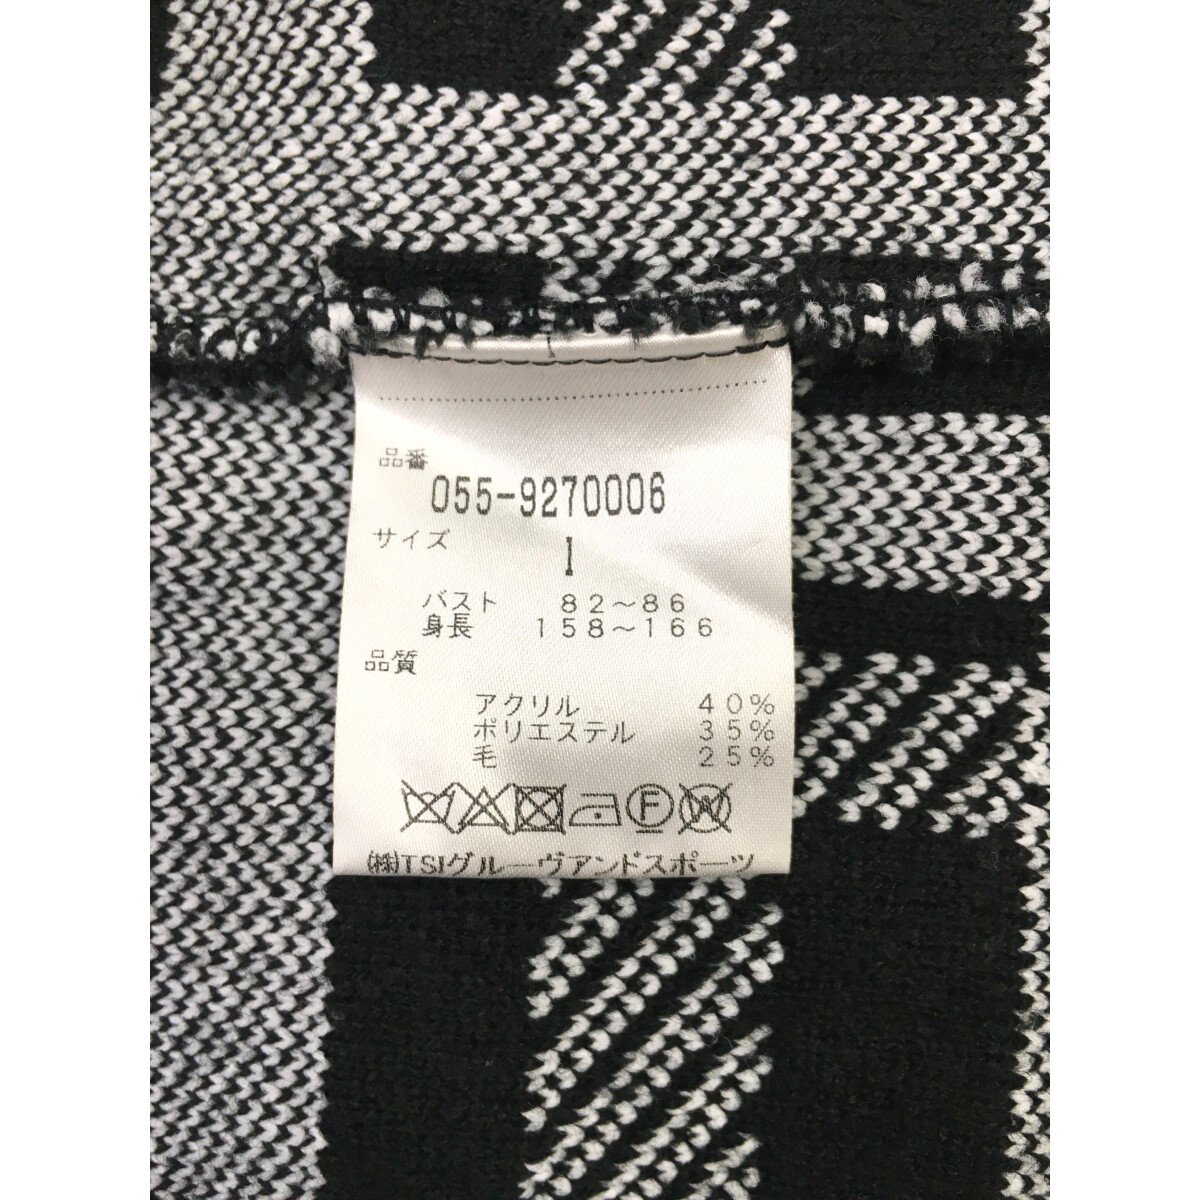 品番
055-9270006
サイズ 1
バスト 82～86
身長 158～166
品質
アクリル 40%
ポリエステル 35%
毛 25%
F W
㈱TSIグルーヴアンドスポーツ